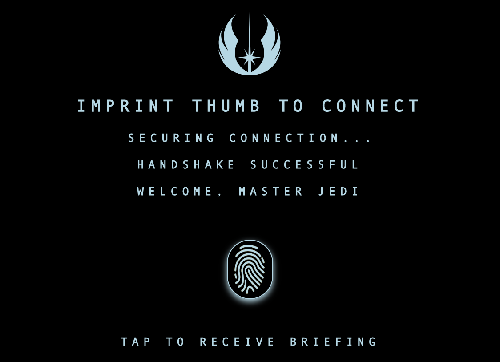 IMPRINT THUMB TO CONNECT
SECURING CONNECTION...
HANDSHAKE SUCCESSFUL
WELCOME, MASTER JEDI
TAP TO RECEIVE BRIEFING